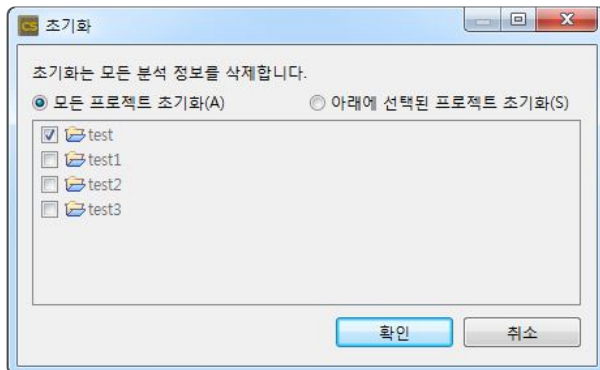 CS 초기화
초기화는 모든 분석 정보를 삭제합니다.
모든 프로젝트 초기화(A) 아래에 선택된 프로젝트 초기화(S)
test
test1
test2
test3
확인 취소